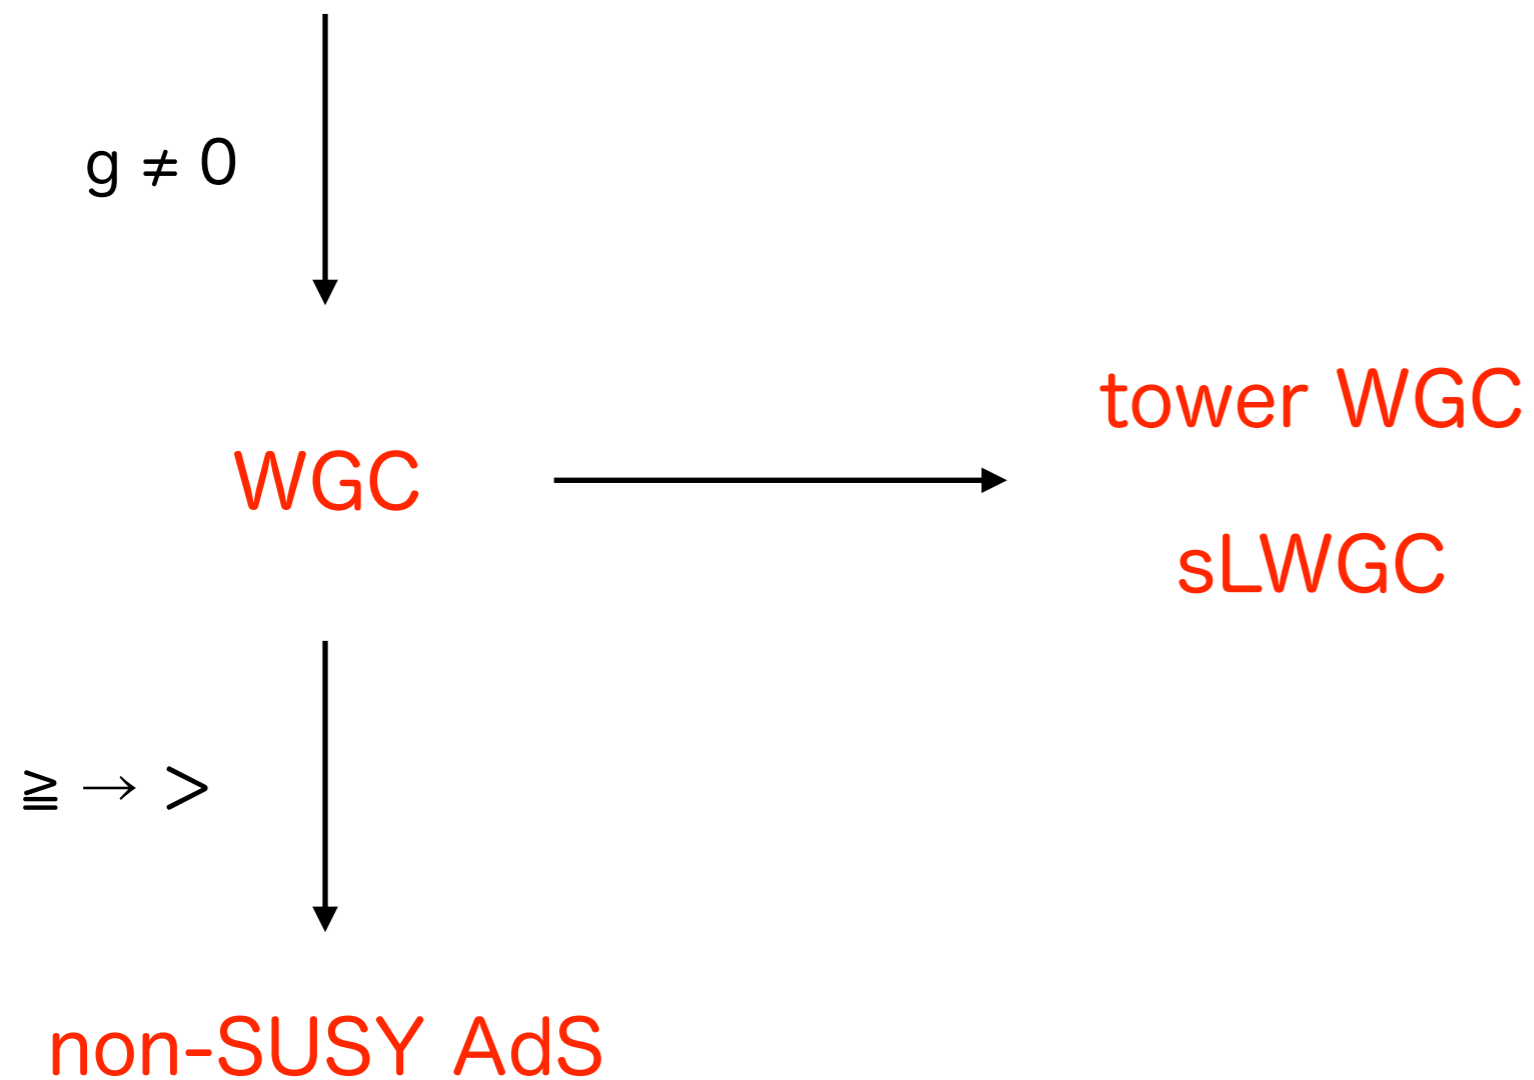 g ≠ 0
tower WGC
WGC
sLWGC
≧ → >
non-SUSY AdS